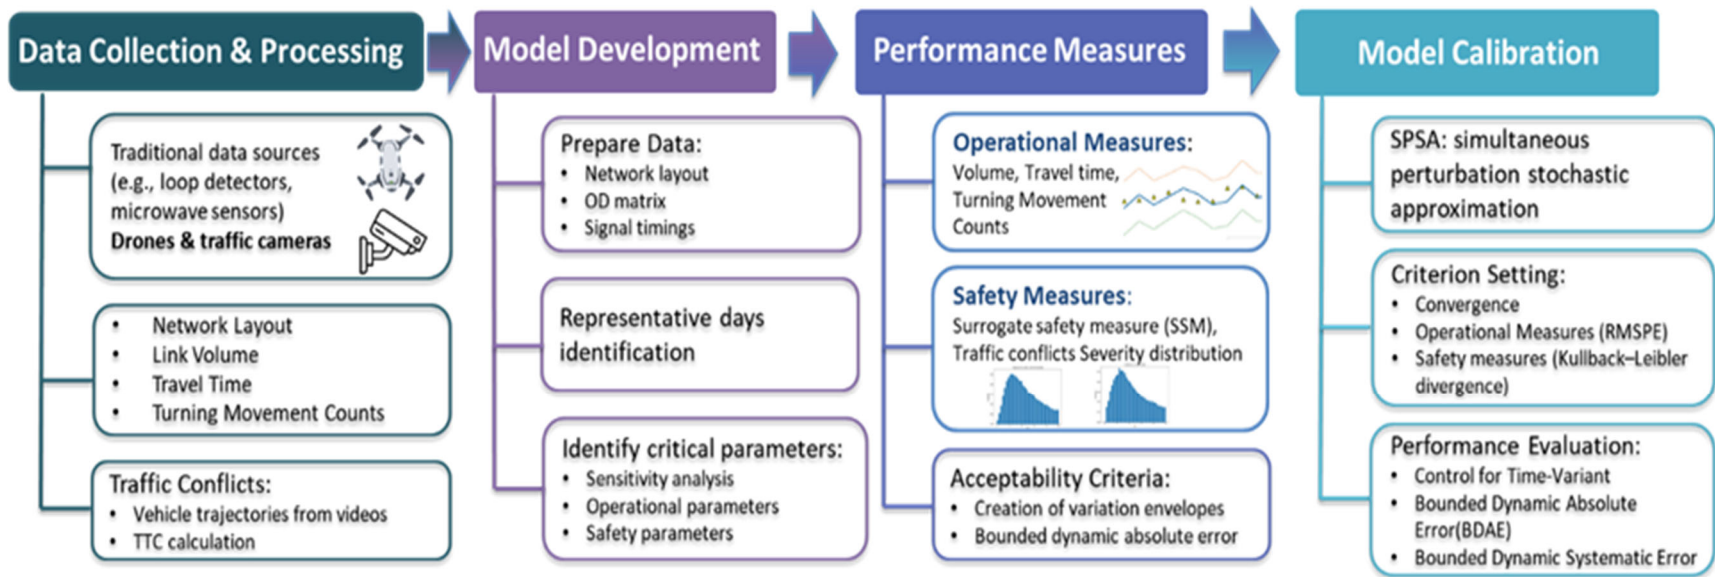 Data Collection & Processing
Traditional data sources
(e.g., loop detectors,
microwave sensors)
Drones & traffic cameras
• Network Layout
• Link Volume
• Travel Time
• Turning Movement Counts
Traffic Conflicts:
• Vehicle trajectories from videos
• TTC calculation
Model Development
Prepare Data:
• Network layout
• OD matrix
• Signal timings
Representative days
identification
Identify critical parameters:
• Sensitivity analysis
• Operational parameters
• Safety parameters
Performance Measures
Operational Measures:
Volume, Travel time,
Turning Movement
Counts
Safety Measures:
Surrogate safety measure (SSM),
Traffic conflicts Severity distribution
Acceptability Criteria:
• Creation of variation envelopes
• Bounded dynamic absolute error
Model Calibration
SPSA: simultaneous
perturbation stochastic
approximation
Criterion Setting:
• Convergence
• Operational Measures (RMSPE)
• Safety measures (Kullback–Leibler
divergence)
Performance Evaluation:
• Control for Time-Variant
• Bounded Dynamic Absolute
Error(BDAE)
• Bounded Dynamic Systematic Error